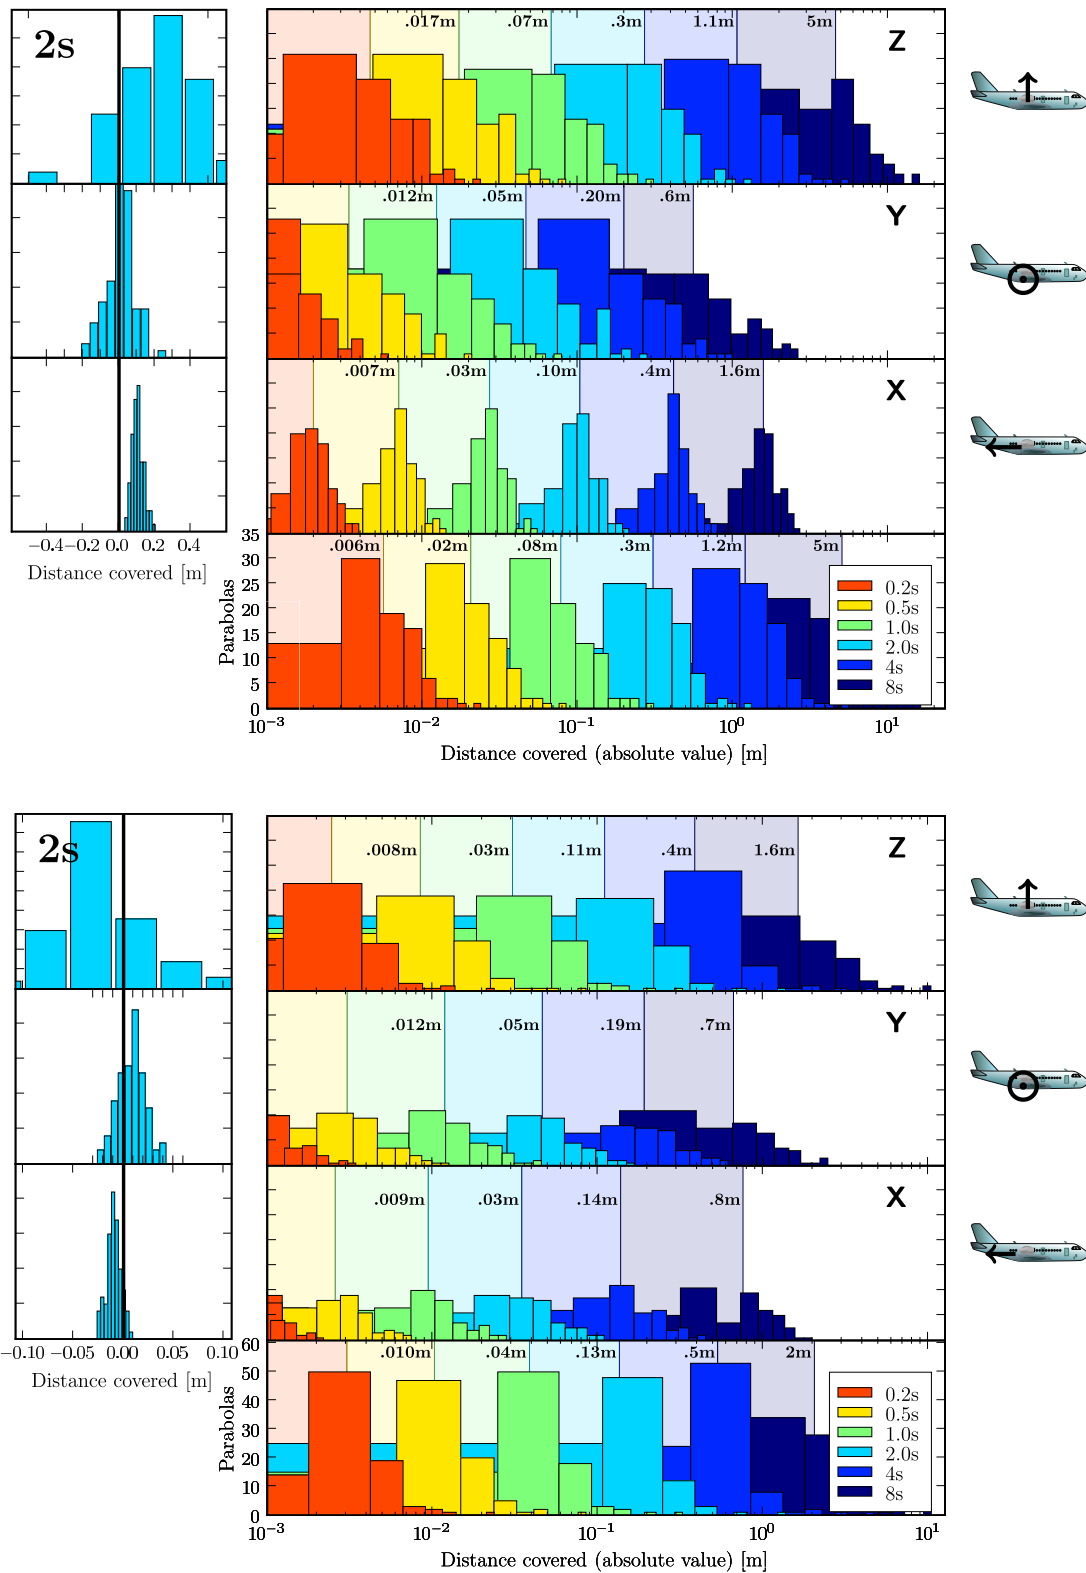 2s
.017m .07m .3m 1.1m 5m Z
.012m .05m .20m .6m Y
.007m .03m .10m .4m 1.6m X
−0.4 −0.2 0.0 0.2 0.4
Distance covered [m]
.006m .02m .08m .3m 1.2m 5m
35
30
25
20
15
10
5
0
Parabolas
0.2s
0.5s
1.0s
2.0s
4s
8s
10⁻³ 10⁻² 10⁻¹ 10⁰ 10¹
Distance covered (absolute value) [m]
2s
.008m .03m .11m .4m 1.6m Z
.012m .05m .19m .7m Y
.009m .03m .14m .8m X
−0.10 −0.05 0.00 0.05 0.10
Distance covered [m]
.010m .04m .13m .5m 2m
60
50
40
30
20
10
0
Parabolas
0.2s
0.5s
1.0s
2.0s
4s
8s
10⁻³ 10⁻² 10⁻¹ 10⁰ 10¹
Distance covered (absolute value) [m]